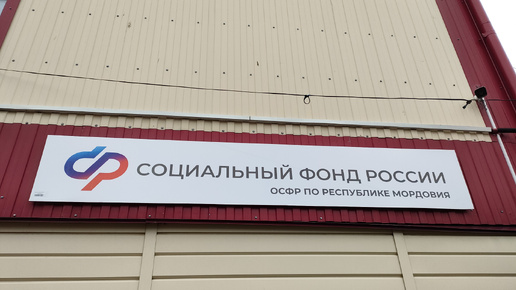 СОЦИАЛЬНЫЙ ФОНД РОССИИ
ОСФР ПО РЕСПУБЛИКЕ МОРДОВИЯ